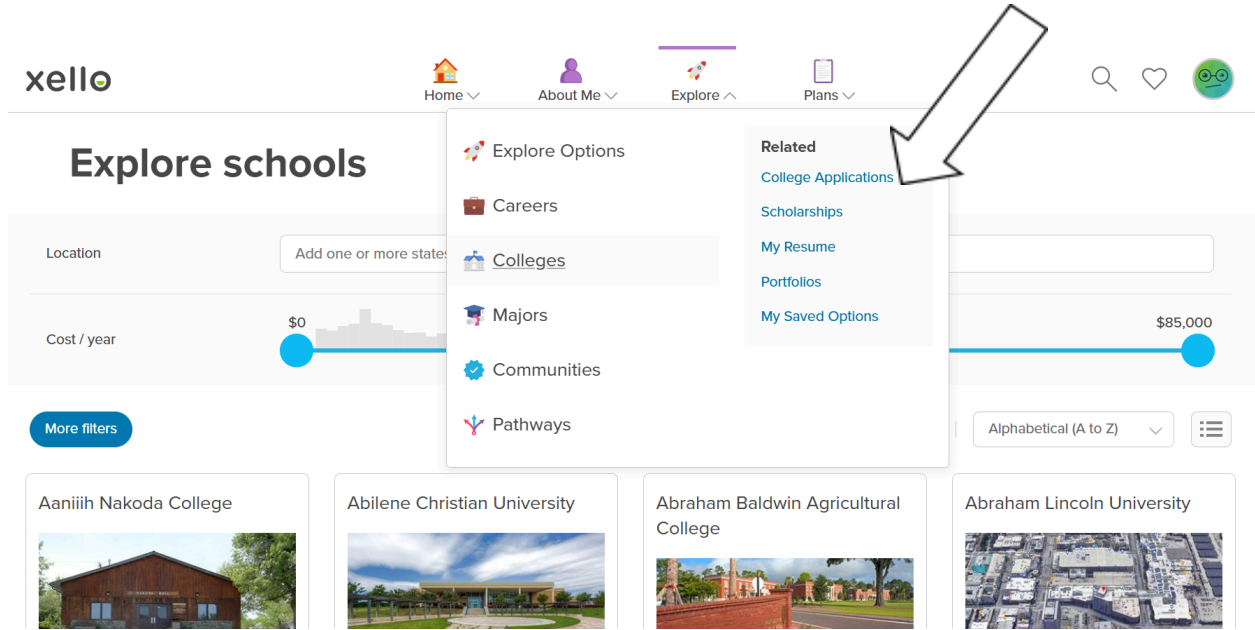 xello
Home
About Me
Explore
Plans
Explore schools
Explore Options
Careers
Colleges
Majors
Communities
Pathways
Related
College Applications
Scholarships
My Resume
Portfolios
My Saved Options
Location
Add one or more states
Cost / year
$0
$85,000
More filters
Alphabetical (A to Z)
Aaniiih Nakoda College
Abilene Christian University
Abraham Baldwin Agricultural
College
Abraham Lincoln University